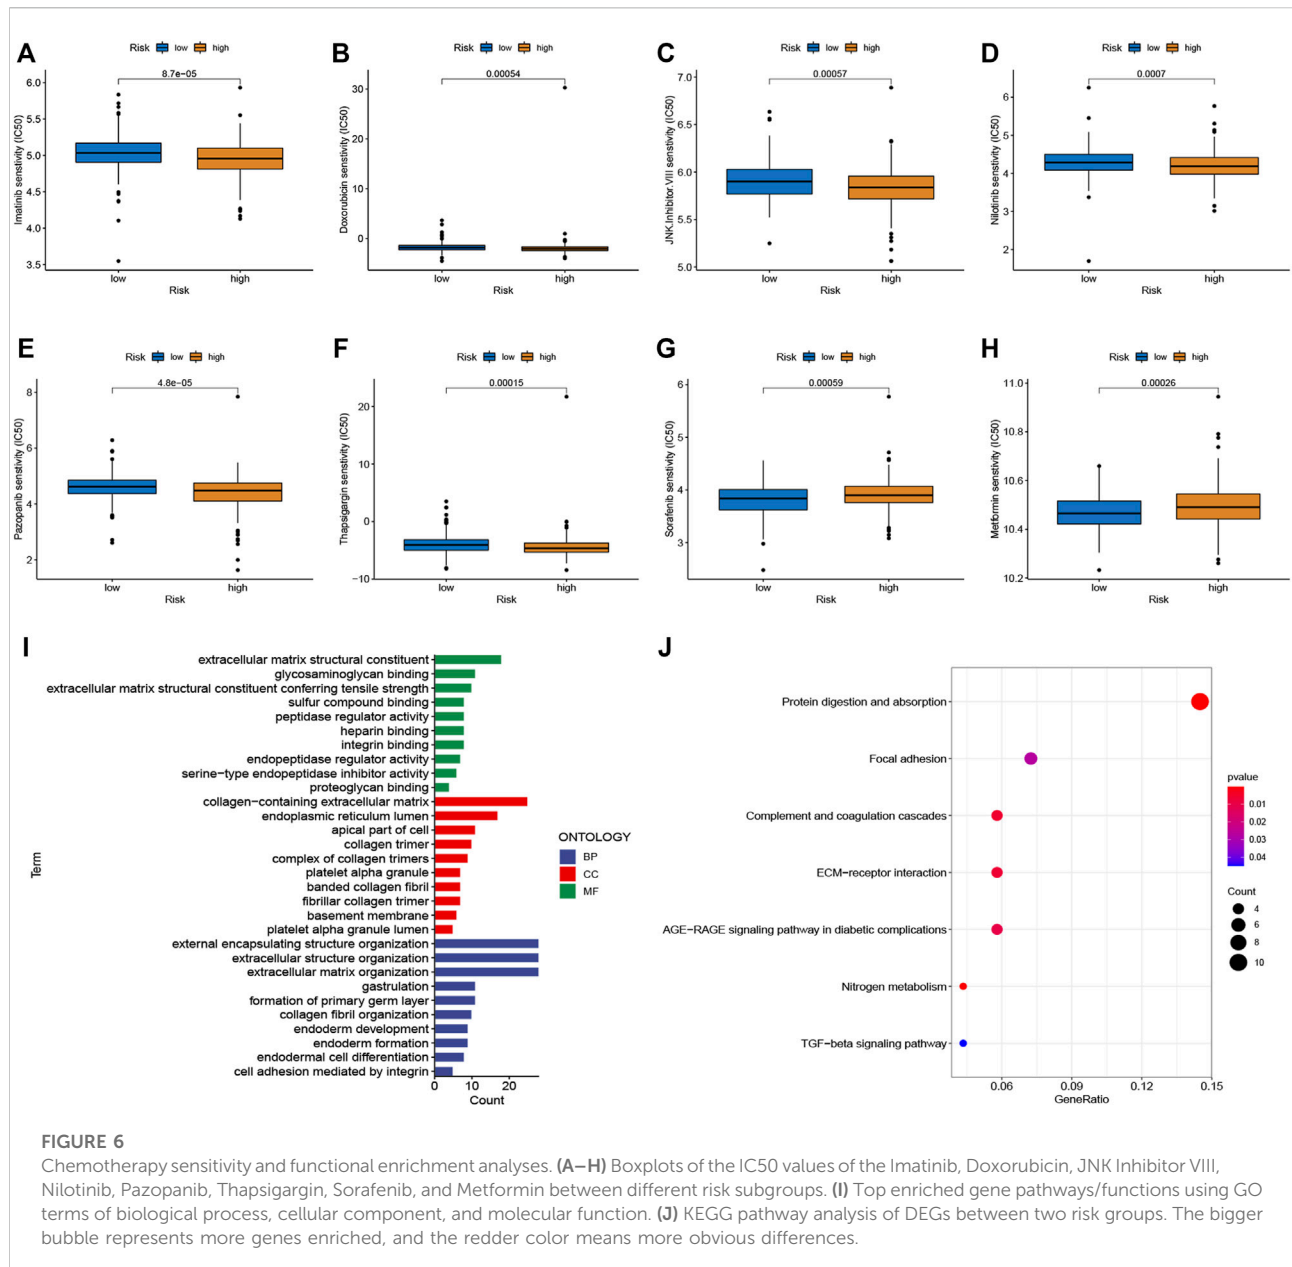 A
Risk low high
8.7e−05
Imatinib senstivity (IC50)
6.0
5.5
5.0
4.5
4.0
3.5
low high
Risk
B
Risk low high
0.00054
Doxorubicin senstivity (IC50)
30
20
10
0
low high
Risk
C
Risk low high
0.00057
JNK.Inhibitor.VIII senstivity (IC50)
7.0
6.5
6.0
5.5
5.0
low high
Risk
D
Risk low high
0.0007
Nilotinib senstivity (IC50)
6
5
4
3
2
low high
Risk
E
Risk low high
4.8e−05
Pazopanib senstivity (IC50)
8
6
4
2
low high
Risk
F
Risk low high
0.00015
Thapsigargin senstivity (IC50)
20
10
0
−10
low high
Risk
G
Risk low high
0.00059
Sorafenib senstivity (IC50)
6
5
4
3
low high
Risk
H
Risk low high
0.00026
Metformin senstivity (IC50)
11.0
10.8
10.6
10.4
10.2
low high
Risk
I
Term
extracellular matrix structural constituent
glycosaminoglycan binding
extracellular matrix structural constituent conferring tensile strength
sulfur compound binding
peptidase regulator activity
heparin binding
integrin binding
endopeptidase regulator activity
serine−type endopeptidase inhibitor activity
proteoglycan binding
collagen−containing extracellular matrix
endoplasmic reticulum lumen
apical part of cell
collagen trimer
complex of collagen trimers
platelet alpha granule
banded collagen fibril
fibrillar collagen trimer
basement membrane
platelet alpha granule lumen
external encapsulating structure organization
extracellular structure organization
extracellular matrix organization
gastrulation
formation of primary germ layer
collagen fibril organization
endoderm development
endoderm formation
endodermal cell differentiation
cell adhesion mediated by integrin
0 10 20
Count
ONTOLOGY
BP
CC
MF
J
Protein digestion and absorption
Focal adhesion
Complement and coagulation cascades
ECM−receptor interaction
AGE−RAGE signaling pathway in diabetic complications
Nitrogen metabolism
TGF−beta signaling pathway
0.06 0.09 0.12 0.15
GeneRatio
pvalue
0.01
0.02
0.03
0.04
Count
4
6
8
10
FIGURE 6
Chemotherapy sensitivity and functional enrichment analyses. (A–H) Boxplots of the IC50 values of the Imatinib, Doxorubicin, JNK Inhibitor VIII,
Nilotinib, Pazopanib, Thapsigargin, Sorafenib, and Metformin between different risk subgroups. (I) Top enriched gene pathways/functions using GO
terms of biological process, cellular component, and molecular function. (J) KEGG pathway analysis of DEGs between two risk groups. The bigger
bubble represents more genes enriched, and the redder color means more obvious differences.